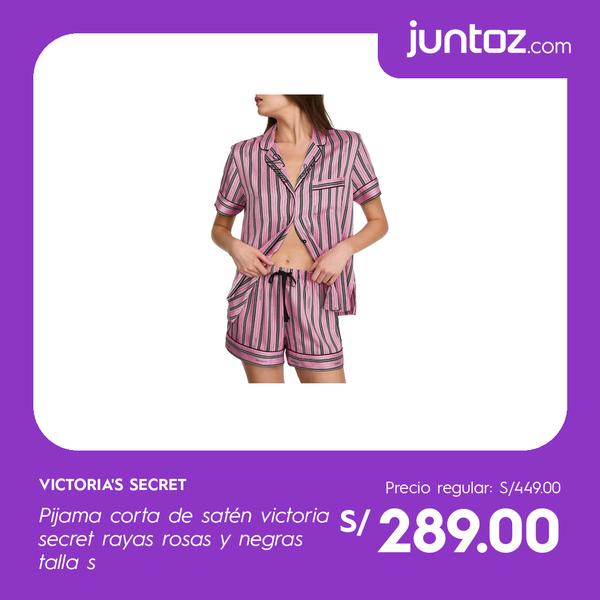 juntoz.com
VICTORIA'S SECRET
Pijama corta de satén victoria
secret rayas rosas y negras
talla s
Precio regular: S/449.00
S/ 289.00